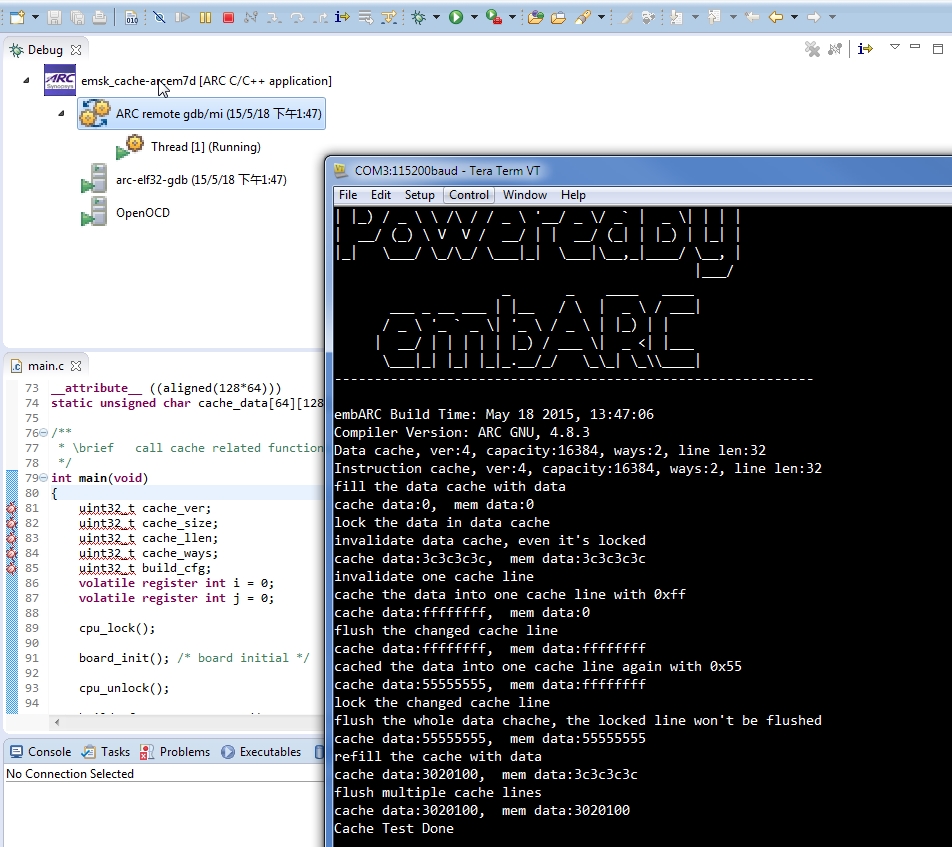 010
Debug
ARC
Synopsys
emsk_cache-arcem7d [ARC C/C++ application]
ARC remote gdb/mi (15/5/18 下午1:47)
Thread [1] (Running)
arc-elf32-gdb (15/5/18 下午1:47)
OpenOCD
main.c
73 __attribute__ ((aligned(128*64)))
74 static unsigned char cache_data[64][128
75
76 /**
77 * \brief call cache related function
78 */
79 int main(void)
80 {
81 uint32_t cache_ver;
82 uint32_t cache_size;
83 uint32_t cache_llen;
84 uint32_t cache_ways;
85 uint32_t build_cfg;
86 volatile register int i = 0;
87 volatile register int j = 0;
88
89 cpu_lock();
90
91 board_init(); /* board initial */
92
93 cpu_unlock();
94
Console Tasks Problems Executables
No Connection Selected
COM3:115200baud - Tera Term VT
File Edit Setup Control Window Help
embARC
---------------------------------------------------------------
embARC Build Time: May 18 2015, 13:47:06
Compiler Version: ARC GNU, 4.8.3
Data cache, ver:4, capacity:16384, ways:2, line len:32
Instruction cache, ver:4, capacity:16384, ways:2, line len:32
fill the data cache with data
cache data:0, mem data:0
lock the data in data cache
invalidate data cache, even it's locked
cache data:3c3c3c3c, mem data:3c3c3c3c
invalidate one cache line
cache the data into one cache line with 0xff
cache data:ffffffff, mem data:0
flush the changed cache line
cache data:ffffffff, mem data:ffffffff
cached the data into one cache line again with 0x55
cache data:55555555, mem data:ffffffff
lock the changed cache line
flush the whole data chache, the locked line won't be flushed
cache data:55555555, mem data:55555555
refill the cache with data
cache data:3020100, mem data:3c3c3c3c
flush multiple cache lines
cache data:3020100, mem data:3020100
Cache Test Done